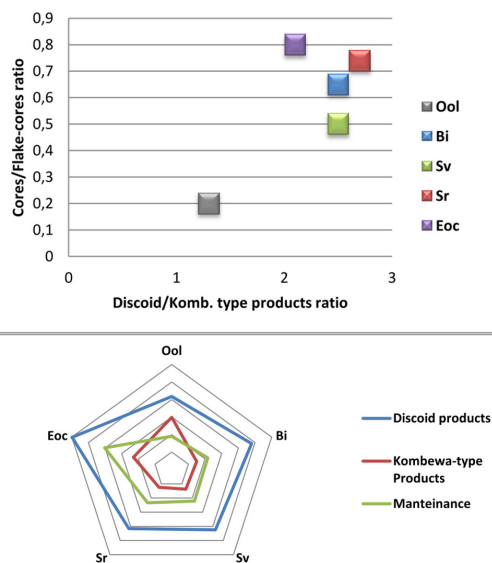 0,9
0,8
0,7
0,6
0,5
0,4
0,3
0,2
0,1
0
0 1 2 3
Cores/Flake-cores ratio
Discoid/Komb. type products ratio
Ool
Bi
Sv
Sr
Eoc
Ool
Bi
Sv
Sr
Eoc
Discoid products
Kombewa-type
Products
Manteinance